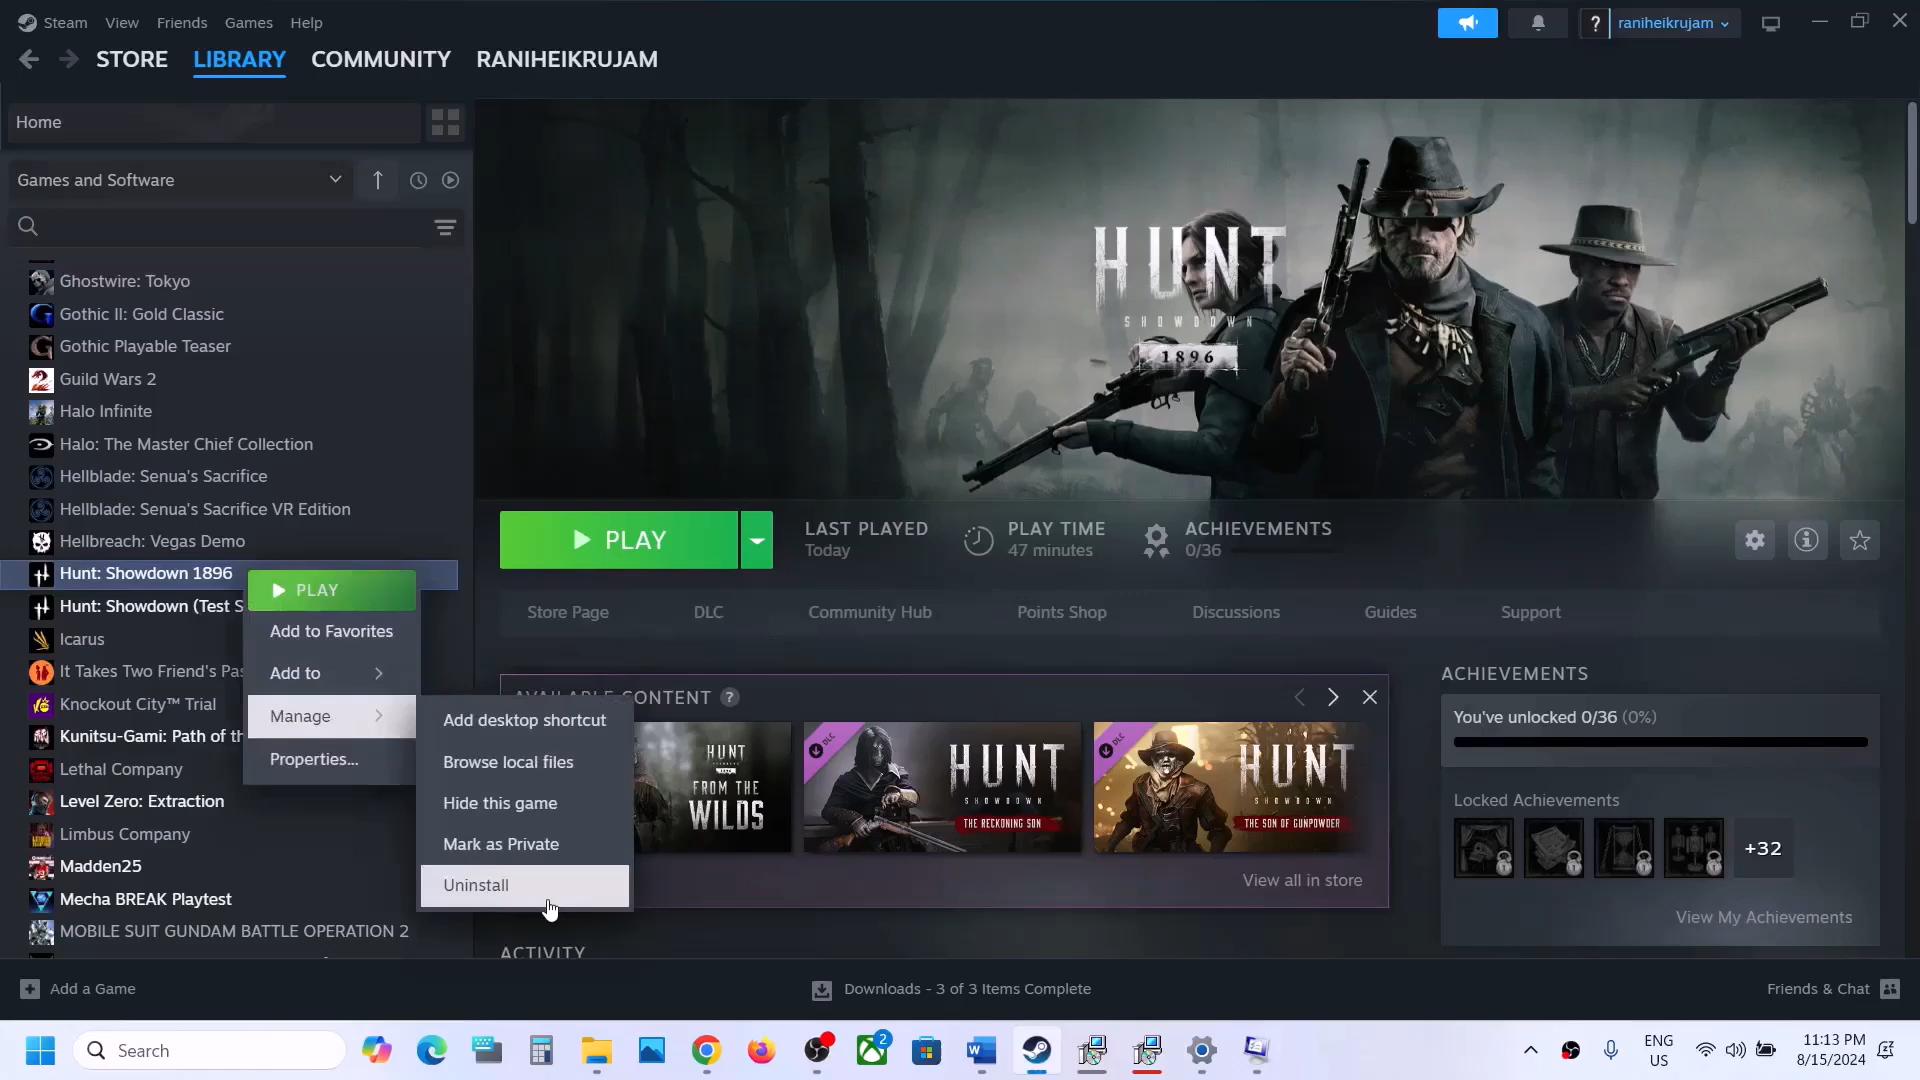 Steam View Friends Games Help
raniheikrujam
STORE LIBRARY COMMUNITY RANIHEIKRUJAM
Home
Games and Software
Ghostwire: Tokyo
Gothic II: Gold Classic
Gothic Playable Teaser
Guild Wars 2
Halo Infinite
Halo: The Master Chief Collection
Hellblade: Senua's Sacrifice
Hellblade: Senua's Sacrifice VR Edition
Hellbreach: Vegas Demo
Hunt: Showdown 1896
Hunt: Showdown (Test S
Icarus
It Takes Two Friend's Pas
Knockout City™ Trial
Kunitsu-Gami: Path of th
Lethal Company
Level Zero: Extraction
Limbus Company
Madden25
Mecha BREAK Playtest
MOBILE SUIT GUNDAM BATTLE OPERATION 2
PLAY
Add to Favorites
Add to
Manage
Properties...
Add desktop shortcut
Browse local files
Hide this game
Mark as Private
Uninstall
HUNT
SHOWDOWN
1896
PLAY
LAST PLAYED
Today
PLAY TIME
47 minutes
ACHIEVEMENTS
0/36
Store Page DLC Community Hub Points Shop Discussions Guides Support
AVAILABLE CONTENT ?
HUNT
FROM THE
WILDS
DLC
HUNT
SHOWDOWN
THE RECKONING SON
DLC
HUNT
SHOWDOWN
THE SON OF GUNPOWDER
View all in store
ACTIVITY
ACHIEVEMENTS
You've unlocked 0/36 (0%)
Locked Achievements
+32
View My Achievements
Add a Game
Downloads - 3 of 3 Items Complete
Friends & Chat
Search
2
ENG
US
11:13 PM
8/15/2024